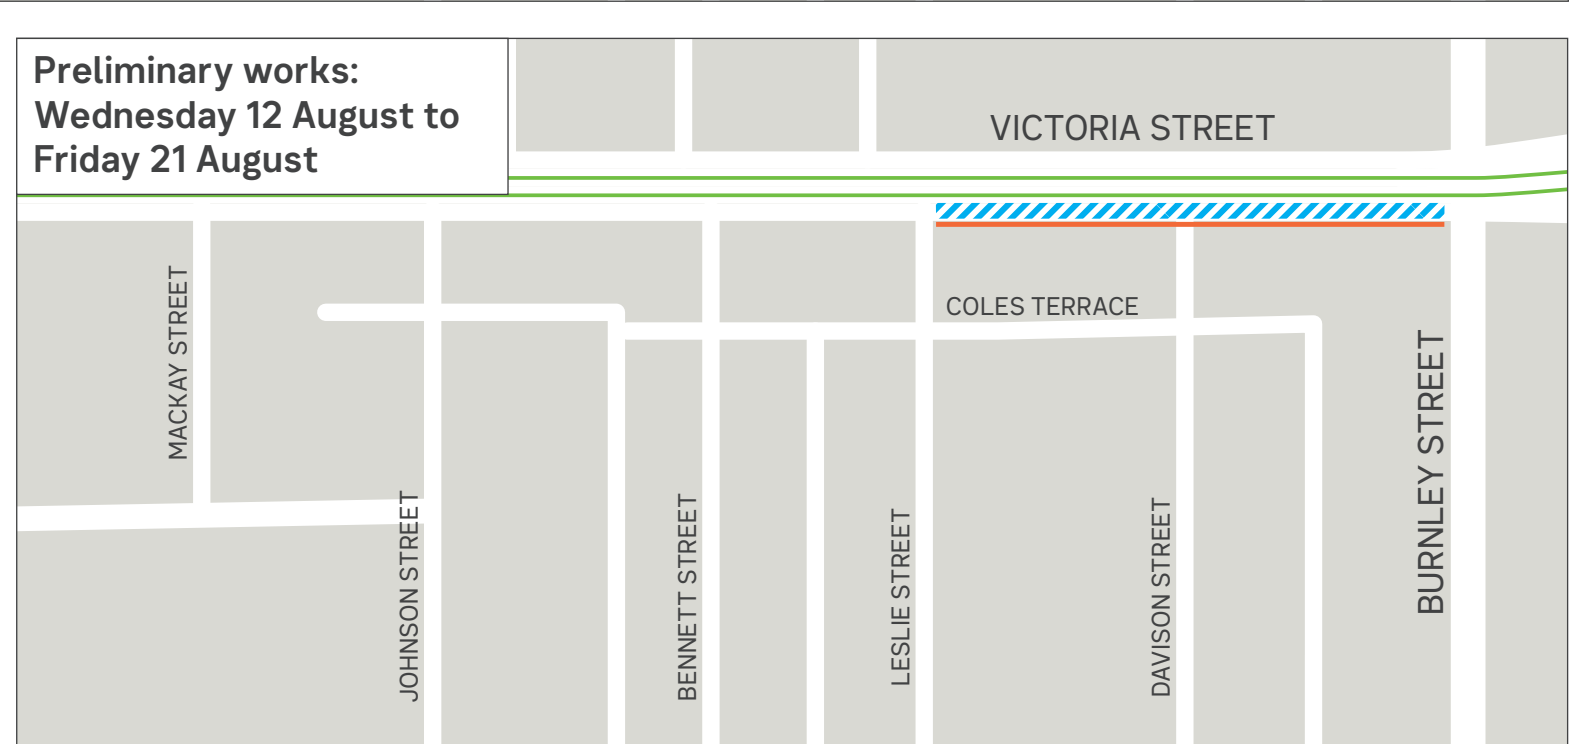 Preliminary works:
Wednesday 12 August to
Friday 21 August
VICTORIA STREET
COLES TERRACE
MACKAY STREET
JOHNSON STREET
BENNETT STREET
LESLIE STREET
DAVISON STREET
BURNLEY STREET